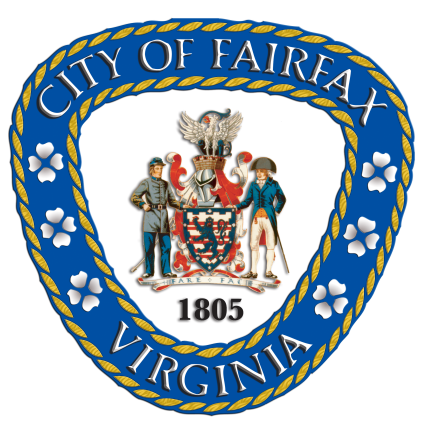 CITY OF FAIRFAX
FARE FAC
1805
VIRGINIA